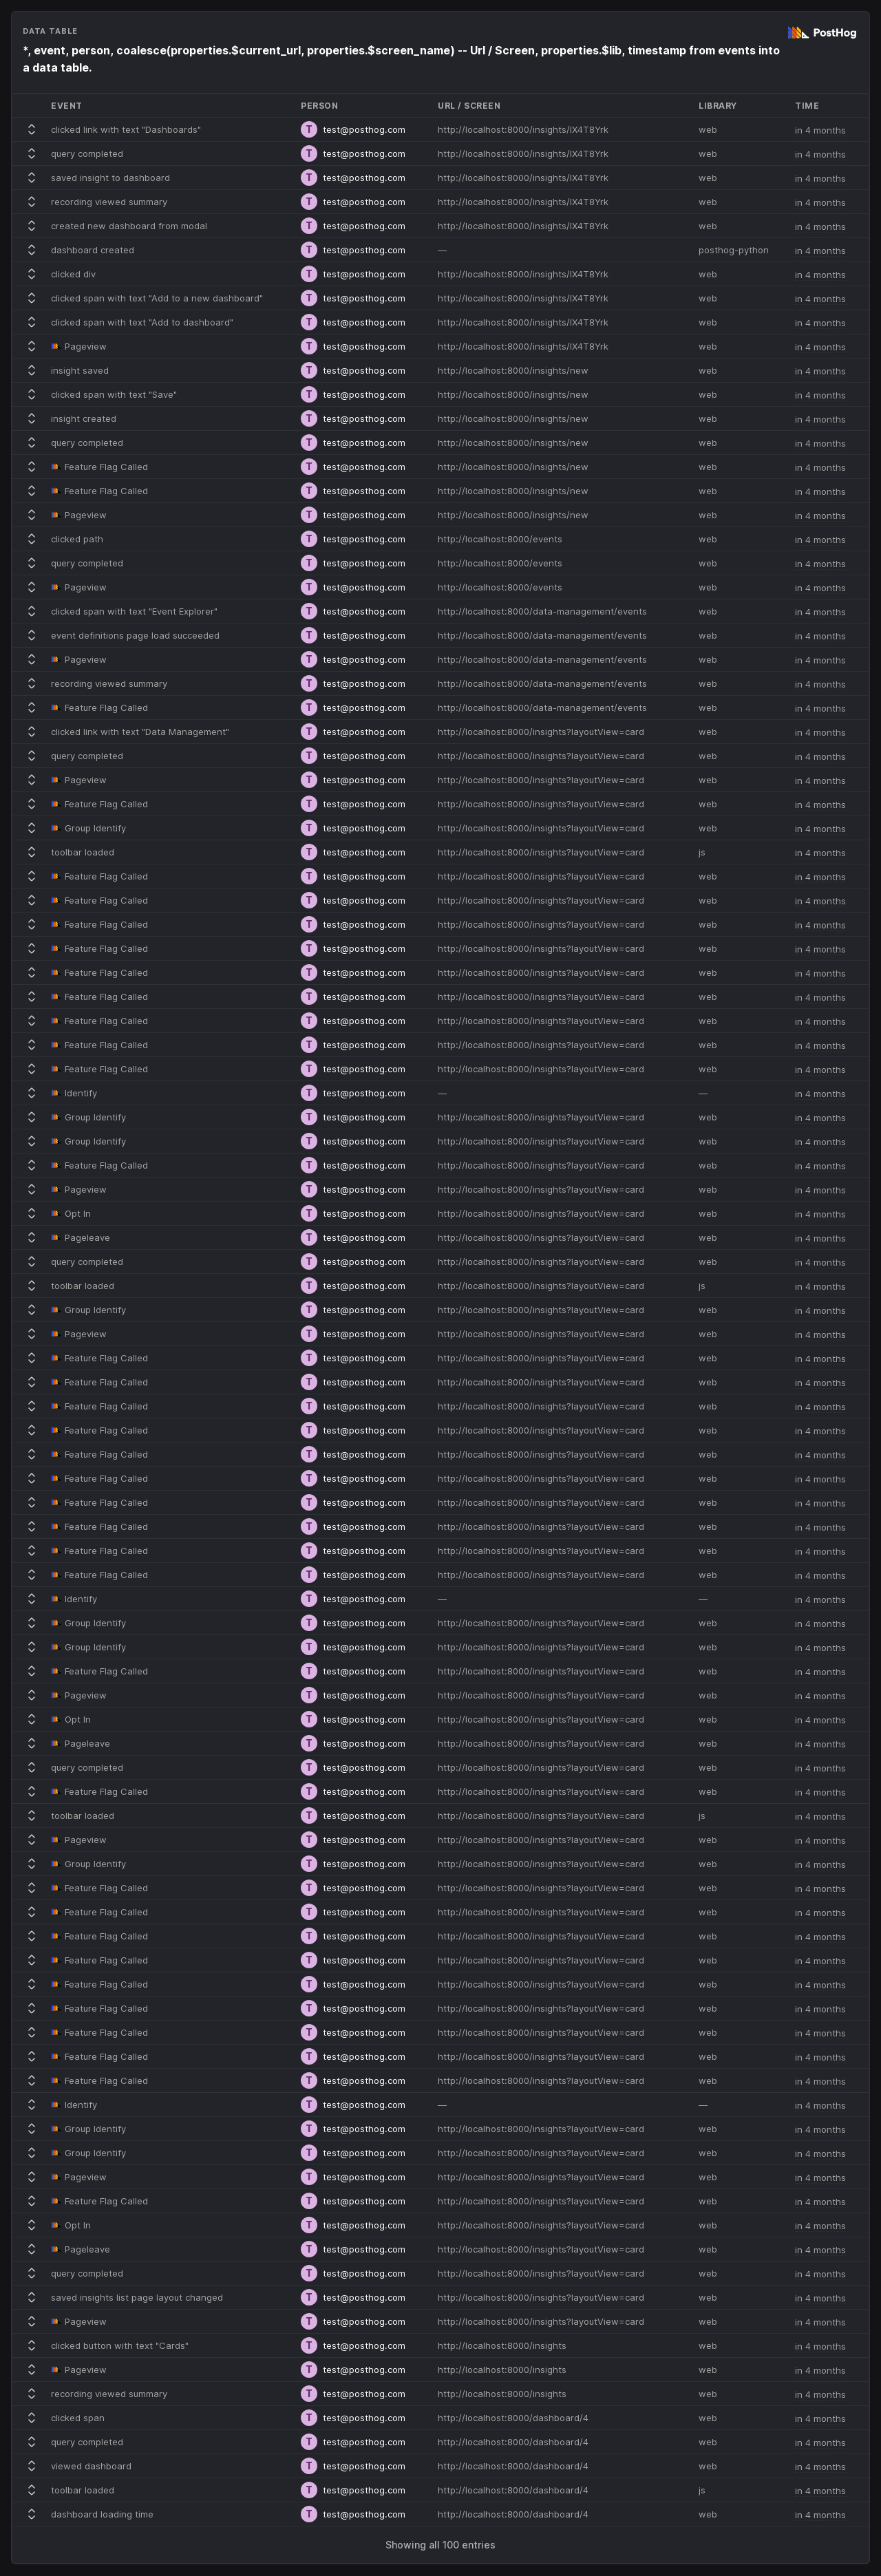 DATA TABLE
*, event, person, coalesce(properties.$current_url, properties.$screen_name) -- Url / Screen, properties.$lib, timestamp from events into
a data table.
PostHog
EVENT PERSON URL / SCREEN LIBRARY TIME
clicked link with text "Dashboards" T test@posthog.com http://localhost:8000/insights/lX4T8Yrk web in 4 months
query completed T test@posthog.com http://localhost:8000/insights/lX4T8Yrk web in 4 months
saved insight to dashboard T test@posthog.com http://localhost:8000/insights/lX4T8Yrk web in 4 months
recording viewed summary T test@posthog.com http://localhost:8000/insights/lX4T8Yrk web in 4 months
created new dashboard from modal T test@posthog.com http://localhost:8000/insights/lX4T8Yrk web in 4 months
dashboard created T test@posthog.com — posthog-python in 4 months
clicked div T test@posthog.com http://localhost:8000/insights/lX4T8Yrk web in 4 months
clicked span with text "Add to a new dashboard" T test@posthog.com http://localhost:8000/insights/lX4T8Yrk web in 4 months
clicked span with text "Add to dashboard" T test@posthog.com http://localhost:8000/insights/lX4T8Yrk web in 4 months
Pageview T test@posthog.com http://localhost:8000/insights/lX4T8Yrk web in 4 months
insight saved T test@posthog.com http://localhost:8000/insights/new web in 4 months
clicked span with text "Save" T test@posthog.com http://localhost:8000/insights/new web in 4 months
insight created T test@posthog.com http://localhost:8000/insights/new web in 4 months
query completed T test@posthog.com http://localhost:8000/insights/new web in 4 months
Feature Flag Called T test@posthog.com http://localhost:8000/insights/new web in 4 months
Feature Flag Called T test@posthog.com http://localhost:8000/insights/new web in 4 months
Pageview T test@posthog.com http://localhost:8000/insights/new web in 4 months
clicked path T test@posthog.com http://localhost:8000/events web in 4 months
query completed T test@posthog.com http://localhost:8000/events web in 4 months
Pageview T test@posthog.com http://localhost:8000/events web in 4 months
clicked span with text "Event Explorer" T test@posthog.com http://localhost:8000/data-management/events web in 4 months
event definitions page load succeeded T test@posthog.com http://localhost:8000/data-management/events web in 4 months
Pageview T test@posthog.com http://localhost:8000/data-management/events web in 4 months
recording viewed summary T test@posthog.com http://localhost:8000/data-management/events web in 4 months
Feature Flag Called T test@posthog.com http://localhost:8000/data-management/events web in 4 months
clicked link with text "Data Management" T test@posthog.com http://localhost:8000/insights?layoutView=card web in 4 months
query completed T test@posthog.com http://localhost:8000/insights?layoutView=card web in 4 months
Pageview T test@posthog.com http://localhost:8000/insights?layoutView=card web in 4 months
Feature Flag Called T test@posthog.com http://localhost:8000/insights?layoutView=card web in 4 months
Group Identify T test@posthog.com http://localhost:8000/insights?layoutView=card web in 4 months
toolbar loaded T test@posthog.com http://localhost:8000/insights?layoutView=card js in 4 months
Feature Flag Called T test@posthog.com http://localhost:8000/insights?layoutView=card web in 4 months
Feature Flag Called T test@posthog.com http://localhost:8000/insights?layoutView=card web in 4 months
Feature Flag Called T test@posthog.com http://localhost:8000/insights?layoutView=card web in 4 months
Feature Flag Called T test@posthog.com http://localhost:8000/insights?layoutView=card web in 4 months
Feature Flag Called T test@posthog.com http://localhost:8000/insights?layoutView=card web in 4 months
Feature Flag Called T test@posthog.com http://localhost:8000/insights?layoutView=card web in 4 months
Feature Flag Called T test@posthog.com http://localhost:8000/insights?layoutView=card web in 4 months
Feature Flag Called T test@posthog.com http://localhost:8000/insights?layoutView=card web in 4 months
Feature Flag Called T test@posthog.com http://localhost:8000/insights?layoutView=card web in 4 months
Identify T test@posthog.com — — in 4 months
Group Identify T test@posthog.com http://localhost:8000/insights?layoutView=card web in 4 months
Group Identify T test@posthog.com http://localhost:8000/insights?layoutView=card web in 4 months
Feature Flag Called T test@posthog.com http://localhost:8000/insights?layoutView=card web in 4 months
Pageview T test@posthog.com http://localhost:8000/insights?layoutView=card web in 4 months
Opt In T test@posthog.com http://localhost:8000/insights?layoutView=card web in 4 months
Pageleave T test@posthog.com http://localhost:8000/insights?layoutView=card web in 4 months
query completed T test@posthog.com http://localhost:8000/insights?layoutView=card web in 4 months
toolbar loaded T test@posthog.com http://localhost:8000/insights?layoutView=card js in 4 months
Group Identify T test@posthog.com http://localhost:8000/insights?layoutView=card web in 4 months
Pageview T test@posthog.com http://localhost:8000/insights?layoutView=card web in 4 months
Feature Flag Called T test@posthog.com http://localhost:8000/insights?layoutView=card web in 4 months
Feature Flag Called T test@posthog.com http://localhost:8000/insights?layoutView=card web in 4 months
Feature Flag Called T test@posthog.com http://localhost:8000/insights?layoutView=card web in 4 months
Feature Flag Called T test@posthog.com http://localhost:8000/insights?layoutView=card web in 4 months
Feature Flag Called T test@posthog.com http://localhost:8000/insights?layoutView=card web in 4 months
Feature Flag Called T test@posthog.com http://localhost:8000/insights?layoutView=card web in 4 months
Feature Flag Called T test@posthog.com http://localhost:8000/insights?layoutView=card web in 4 months
Feature Flag Called T test@posthog.com http://localhost:8000/insights?layoutView=card web in 4 months
Feature Flag Called T test@posthog.com http://localhost:8000/insights?layoutView=card web in 4 months
Feature Flag Called T test@posthog.com http://localhost:8000/insights?layoutView=card web in 4 months
Identify T test@posthog.com — — in 4 months
Group Identify T test@posthog.com http://localhost:8000/insights?layoutView=card web in 4 months
Group Identify T test@posthog.com http://localhost:8000/insights?layoutView=card web in 4 months
Feature Flag Called T test@posthog.com http://localhost:8000/insights?layoutView=card web in 4 months
Pageview T test@posthog.com http://localhost:8000/insights?layoutView=card web in 4 months
Opt In T test@posthog.com http://localhost:8000/insights?layoutView=card web in 4 months
Pageleave T test@posthog.com http://localhost:8000/insights?layoutView=card web in 4 months
query completed T test@posthog.com http://localhost:8000/insights?layoutView=card web in 4 months
Feature Flag Called T test@posthog.com http://localhost:8000/insights?layoutView=card web in 4 months
toolbar loaded T test@posthog.com http://localhost:8000/insights?layoutView=card js in 4 months
Pageview T test@posthog.com http://localhost:8000/insights?layoutView=card web in 4 months
Group Identify T test@posthog.com http://localhost:8000/insights?layoutView=card web in 4 months
Feature Flag Called T test@posthog.com http://localhost:8000/insights?layoutView=card web in 4 months
Feature Flag Called T test@posthog.com http://localhost:8000/insights?layoutView=card web in 4 months
Feature Flag Called T test@posthog.com http://localhost:8000/insights?layoutView=card web in 4 months
Feature Flag Called T test@posthog.com http://localhost:8000/insights?layoutView=card web in 4 months
Feature Flag Called T test@posthog.com http://localhost:8000/insights?layoutView=card web in 4 months
Feature Flag Called T test@posthog.com http://localhost:8000/insights?layoutView=card web in 4 months
Feature Flag Called T test@posthog.com http://localhost:8000/insights?layoutView=card web in 4 months
Feature Flag Called T test@posthog.com http://localhost:8000/insights?layoutView=card web in 4 months
Feature Flag Called T test@posthog.com http://localhost:8000/insights?layoutView=card web in 4 months
Identify T test@posthog.com — — in 4 months
Group Identify T test@posthog.com http://localhost:8000/insights?layoutView=card web in 4 months
Group Identify T test@posthog.com http://localhost:8000/insights?layoutView=card web in 4 months
Pageview T test@posthog.com http://localhost:8000/insights?layoutView=card web in 4 months
Feature Flag Called T test@posthog.com http://localhost:8000/insights?layoutView=card web in 4 months
Opt In T test@posthog.com http://localhost:8000/insights?layoutView=card web in 4 months
Pageleave T test@posthog.com http://localhost:8000/insights?layoutView=card web in 4 months
query completed T test@posthog.com http://localhost:8000/insights?layoutView=card web in 4 months
saved insights list page layout changed T test@posthog.com http://localhost:8000/insights?layoutView=card web in 4 months
Pageview T test@posthog.com http://localhost:8000/insights?layoutView=card web in 4 months
clicked button with text "Cards" T test@posthog.com http://localhost:8000/insights web in 4 months
Pageview T test@posthog.com http://localhost:8000/insights web in 4 months
recording viewed summary T test@posthog.com http://localhost:8000/insights web in 4 months
clicked span T test@posthog.com http://localhost:8000/dashboard/4 web in 4 months
query completed T test@posthog.com http://localhost:8000/dashboard/4 web in 4 months
viewed dashboard T test@posthog.com http://localhost:8000/dashboard/4 web in 4 months
toolbar loaded T test@posthog.com http://localhost:8000/dashboard/4 js in 4 months
dashboard loading time T test@posthog.com http://localhost:8000/dashboard/4 web in 4 months
Showing all 100 entries